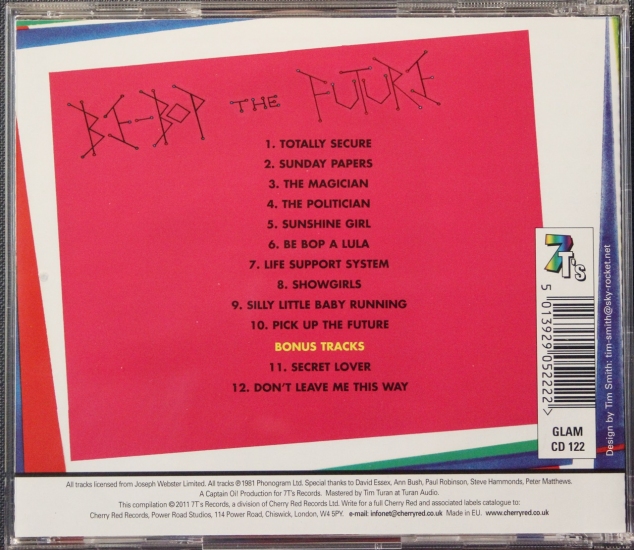 BE-BOP THE FUTURE
1. TOTALLY SECURE
2. SUNDAY PAPERS
3. THE MAGICIAN
4. THE POLITICIAN
5. SUNSHINE GIRL
6. BE BOP A LULA
7. LIFE SUPPORT SYSTEM
8. SHOWGIRLS
9. SILLY LITTLE BABY RUNNING
10. PICK UP THE FUTURE
BONUS TRACKS
11. SECRET LOVER
12. DON'T LEAVE ME THIS WAY
7T's
5 013929 052222 >
GLAM
CD 122
Design by Tim Smith: tim-smith@sky-rocket.net
All tracks licensed from Joseph Webster Limited. All tracks ℗1981 Phonogram Ltd. Special thanks to David Essex, Ann Bush, Paul Robinson, Steve Hammonds, Peter Matthews.
A Captain Oi! Production for 7T's Records. Mastered by Tim Turan at Turan Audio.
This compilation ©2011 7T's Records, a division of Cherry Red Records Ltd. Write for a full Cherry Red and associated labels catalogue to:
Cherry Red Records, Power Road Studios, 114 Power Road, Chiswick, London, W4 5PY. e-mail: infonet@cherryred.co.uk Made in EU. www.cherryred.co.uk